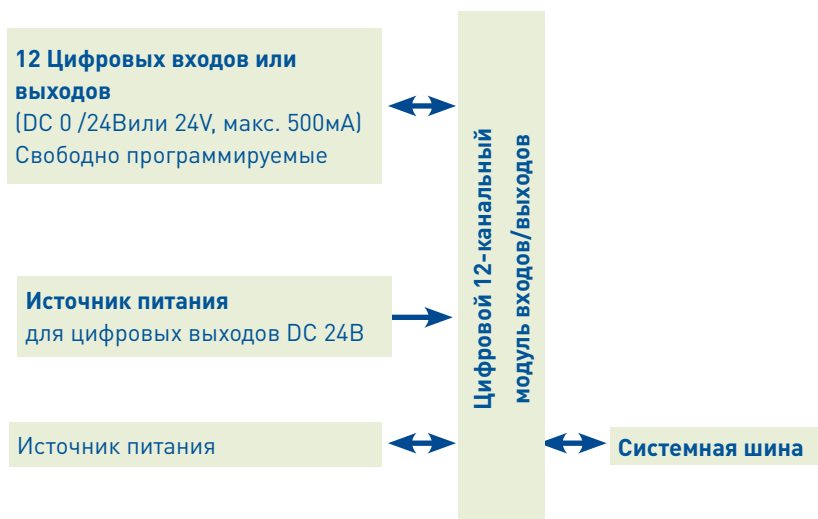 12 Цифровых входов или
выходов
(DC 0 /24Вили 24V, макс. 500мА)
Свободно программируемые
Источник питания
для цифровых выходов DC 24В
Источник питания
Цифровой 12-канальный
модуль входов/выходов
Системная шина